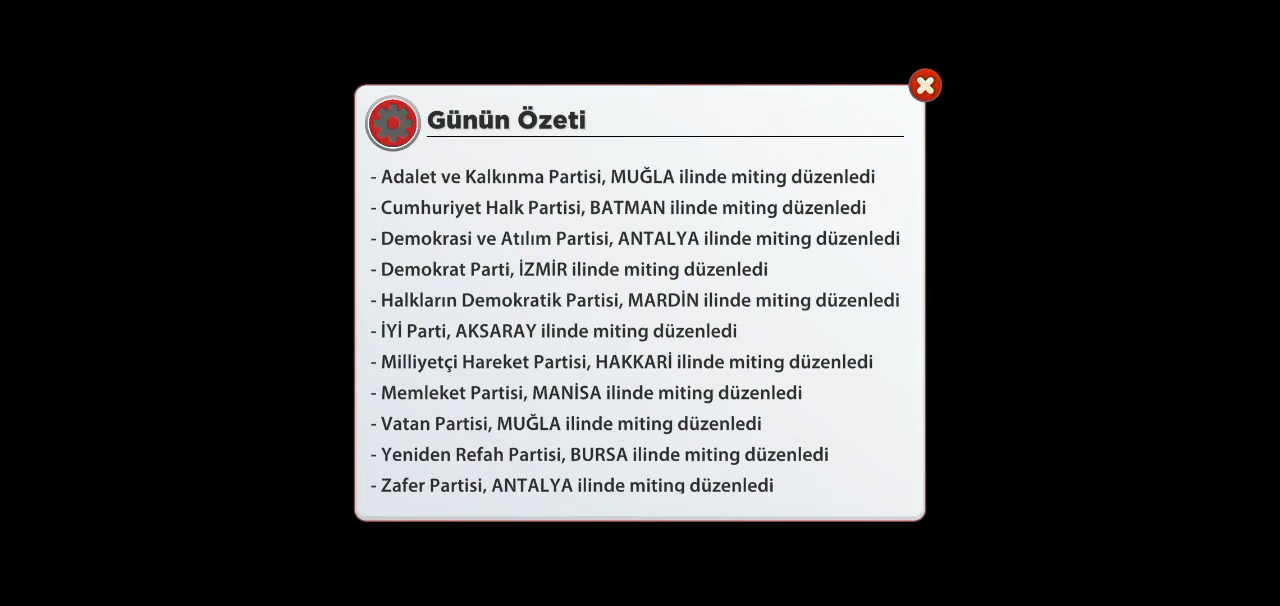 Günün Özeti
- Adalet ve Kalkınma Partisi, MUĞLA ilinde miting düzenledi
- Cumhuriyet Halk Partisi, BATMAN ilinde miting düzenledi
- Demokrasi ve Atılım Partisi, ANTALYA ilinde miting düzenledi
- Demokrat Parti, İZMİR ilinde miting düzenledi
- Halkların Demokratik Partisi, MARDİN ilinde miting düzenledi
- İYİ Parti, AKSARAY ilinde miting düzenledi
- Milliyetçi Hareket Partisi, HAKKARİ ilinde miting düzenledi
- Memleket Partisi, MANİSA ilinde miting düzenledi
- Vatan Partisi, MUĞLA ilinde miting düzenledi
- Yeniden Refah Partisi, BURSA ilinde miting düzenledi
- Zafer Partisi, ANTALYA ilinde miting düzenledi